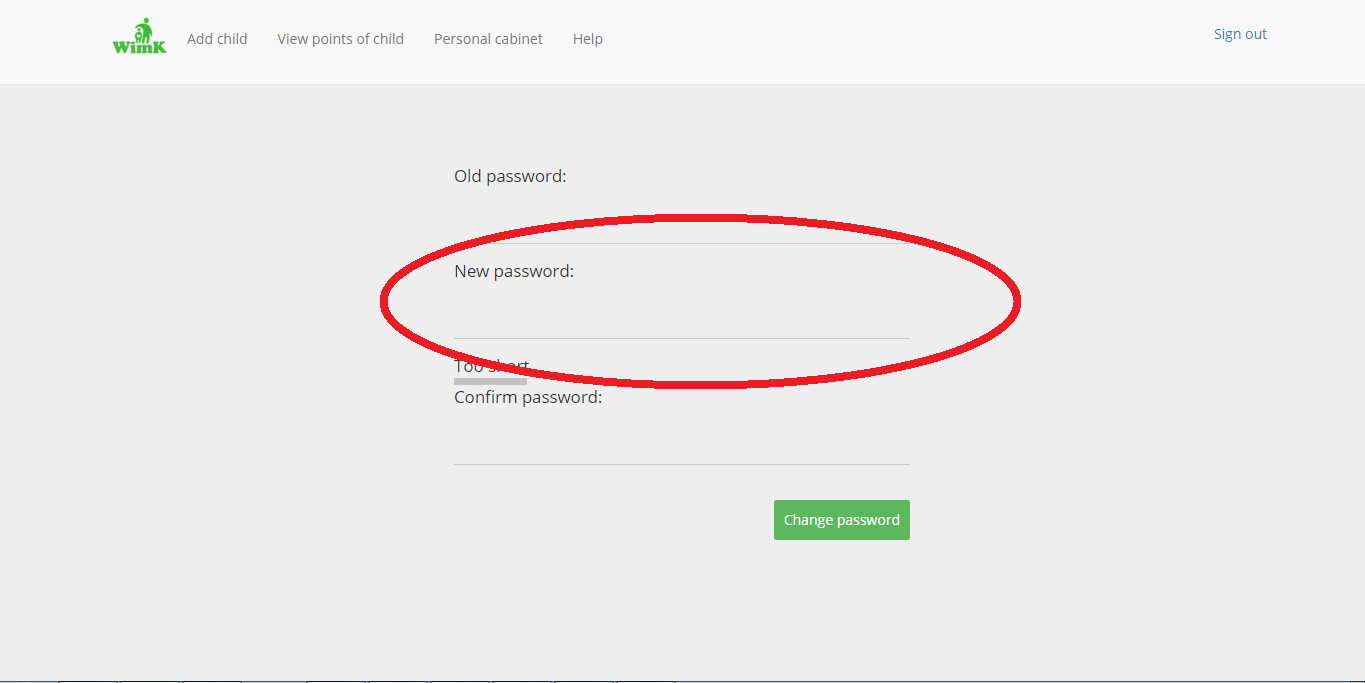 WimK
Add child
View points of child
Personal cabinet
Help
Sign out
Old password:
New password:
Too short
Confirm password:
Change password